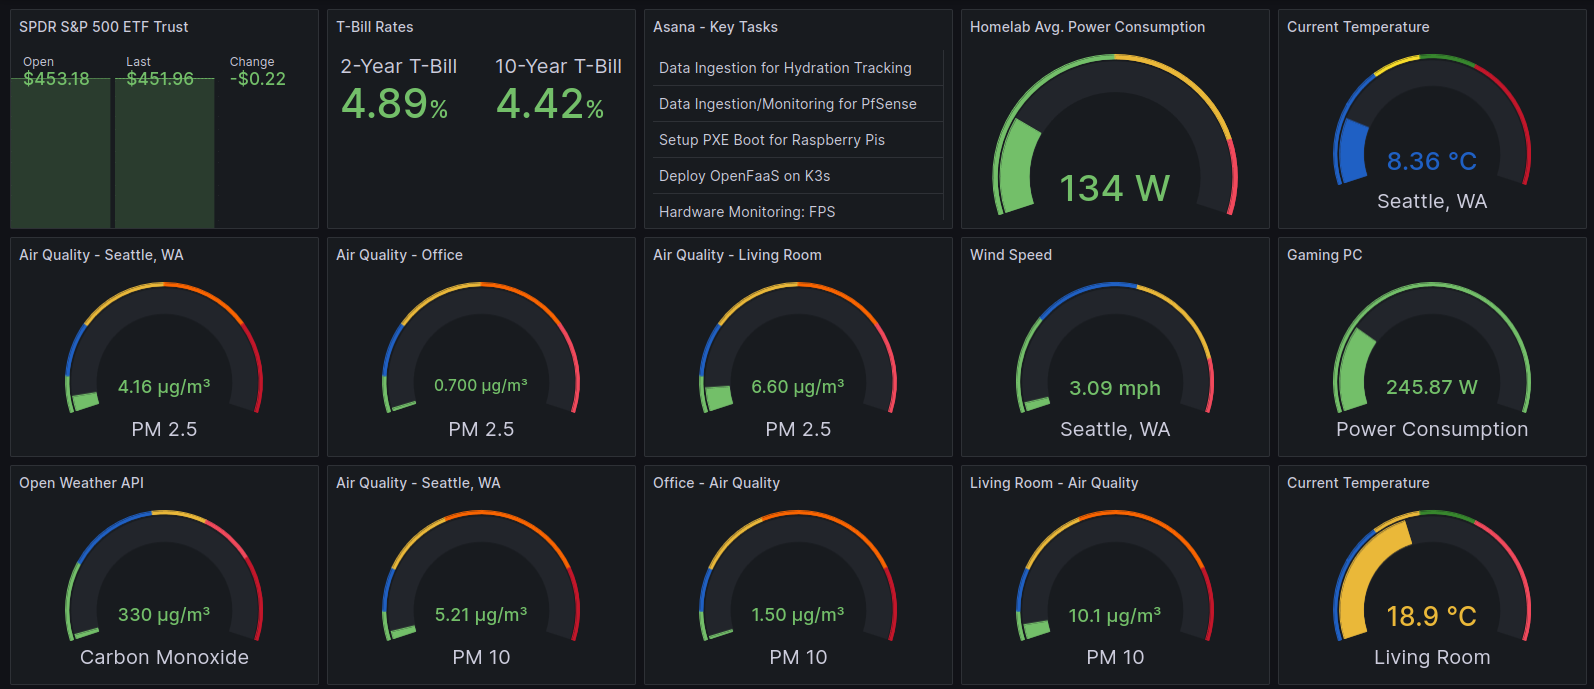 SPDR S&P 500 ETF Trust
Open
$453.18
Last
$451.96
Change
-$0.22
T-Bill Rates
2-Year T-Bill
4.89%
10-Year T-Bill
4.42%
Asana - Key Tasks
Data Ingestion for Hydration Tracking
Data Ingestion/Monitoring for PfSense
Setup PXE Boot for Raspberry Pis
Deploy OpenFaaS on K3s
Hardware Monitoring: FPS
Homelab Avg. Power Consumption
134 W
Current Temperature
8.36 °C
Seattle, WA
Air Quality - Seattle, WA
4.16 μg/m³
PM 2.5
Air Quality - Office
0.700 μg/m³
PM 2.5
Air Quality - Living Room
6.60 μg/m³
PM 2.5
Wind Speed
3.09 mph
Seattle, WA
Gaming PC
245.87 W
Power Consumption
Open Weather API
330 μg/m³
Carbon Monoxide
Air Quality - Seattle, WA
5.21 μg/m³
PM 10
Office - Air Quality
1.50 μg/m³
PM 10
Living Room - Air Quality
10.1 μg/m³
PM 10
Current Temperature
18.9 °C
Living Room